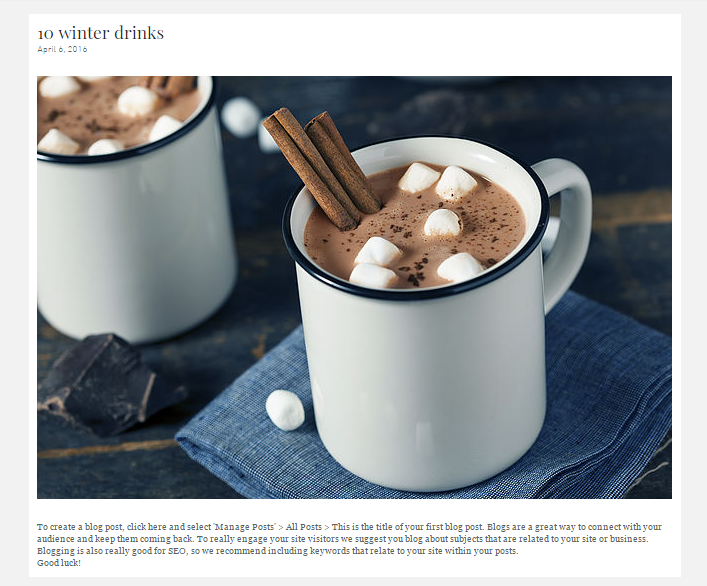 10 winter drinks
April 6, 2016
To create a blog post, click here and select 'Manage Posts' > All Posts > This is the title of your first blog post. Blogs are a great way to connect with your
audience and keep them coming back. To really engage your site visitors we suggest you blog about subjects that are related to your site or business.
Blogging is also really good for SEO, so we recommend including keywords that relate to your site within your posts.
Good luck!